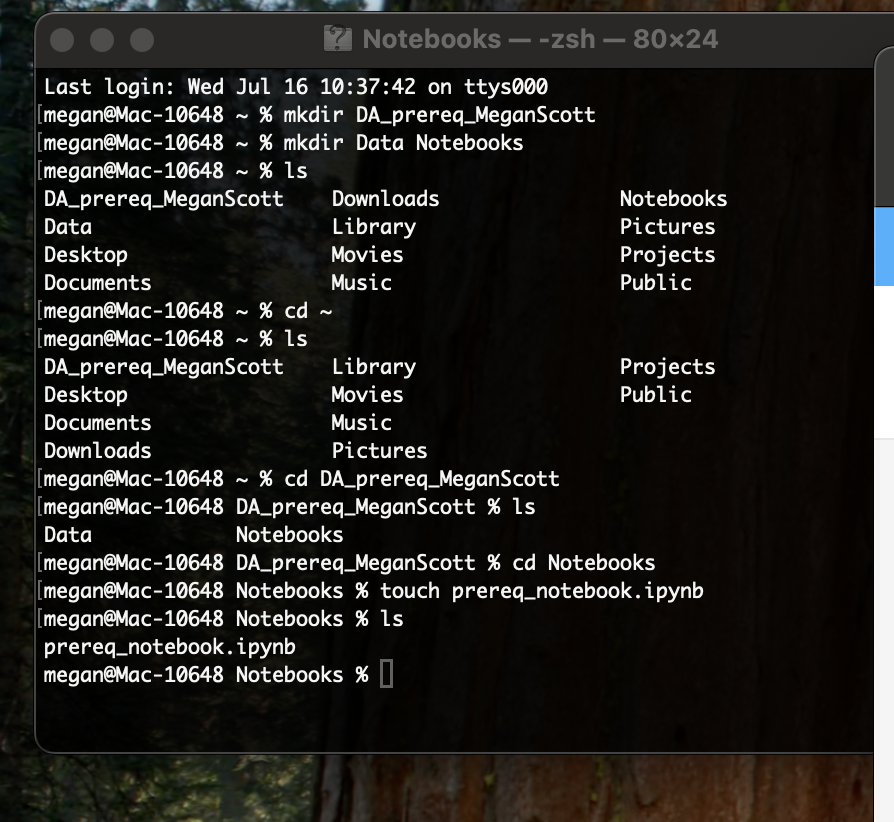 Notebooks — -zsh — 80×24
Last login: Wed Jul 16 10:37:42 on ttys000
[megan@Mac-10648 ~ % mkdir DA_prereq_MeganScott
[megan@Mac-10648 ~ % mkdir Data Notebooks
[megan@Mac-10648 ~ % ls
DA_prereq_MeganScott    Downloads               Notebooks
Data                    Library                 Pictures
Desktop                 Movies                  Projects
Documents               Music                   Public
[megan@Mac-10648 ~ % cd ~
[megan@Mac-10648 ~ % ls
DA_prereq_MeganScott    Library                 Projects
Desktop                 Movies                  Public
Documents               Music
Downloads               Pictures
[megan@Mac-10648 ~ % cd DA_prereq_MeganScott
[megan@Mac-10648 DA_prereq_MeganScott % ls
Data            Notebooks
[megan@Mac-10648 DA_prereq_MeganScott % cd Notebooks
[megan@Mac-10648 Notebooks % touch prereq_notebook.ipynb
[megan@Mac-10648 Notebooks % ls
prereq_notebook.ipynb
megan@Mac-10648 Notebooks %